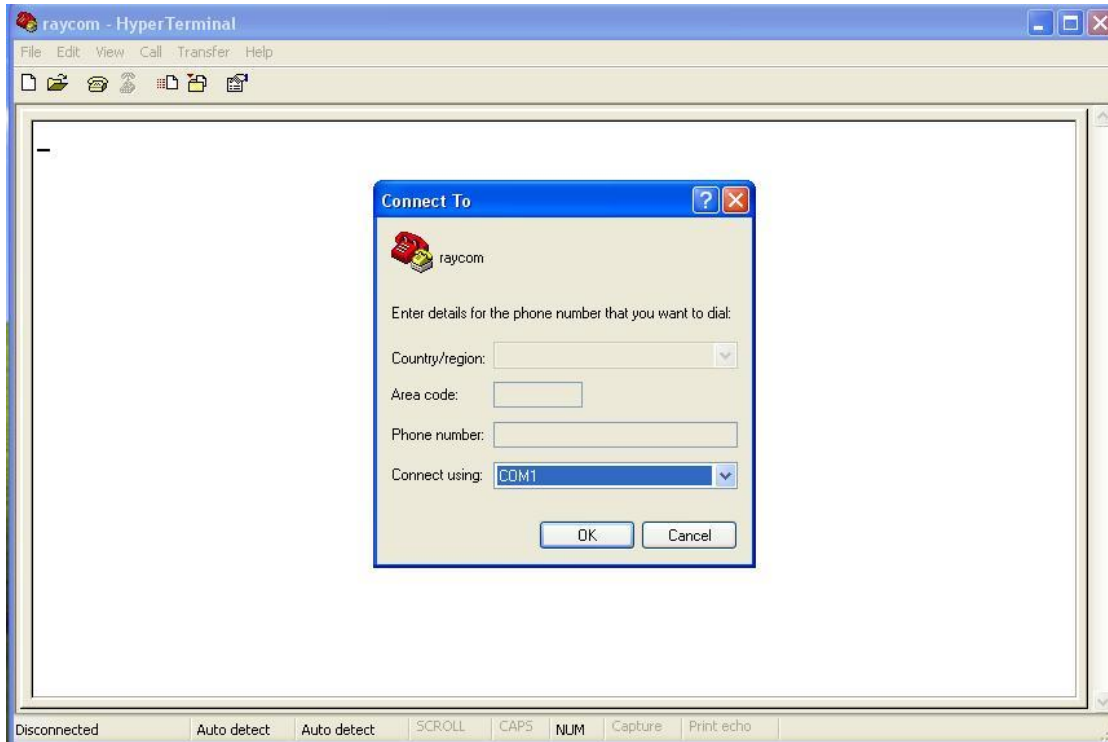 raycom - HyperTerminal
File Edit View Call Transfer Help
Connect To
raycom
Enter details for the phone number that you want to dial:
Country/region:
Area code:
Phone number:
Connect using: COM1
OK Cancel
Disconnected Auto detect Auto detect SCROLL CAPS NUM Capture Print echo